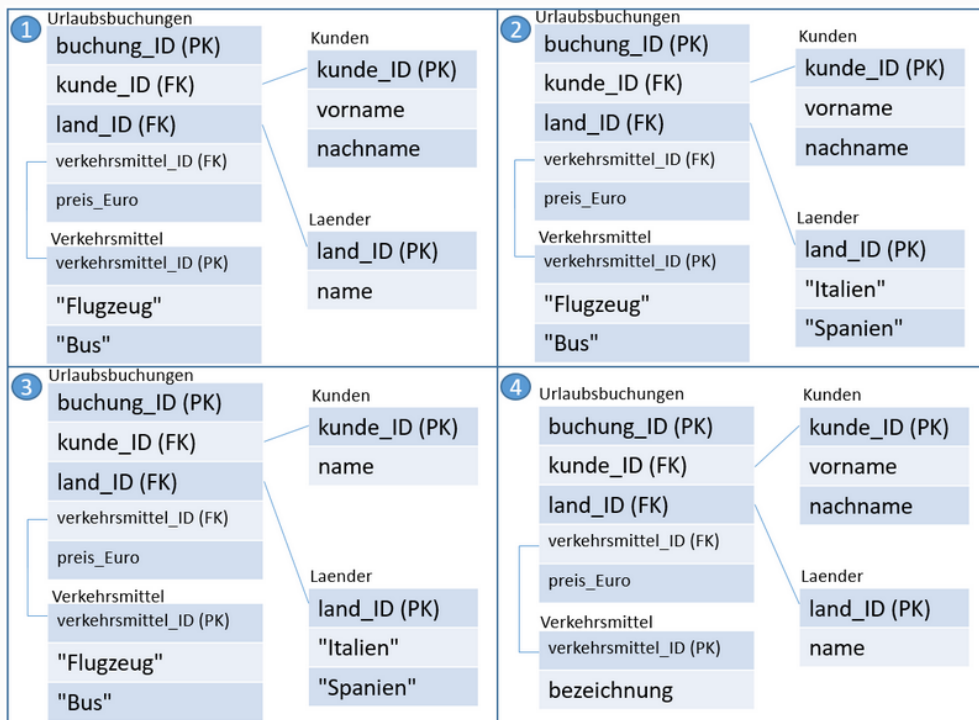 1
Urlaubsbuchungen
buchung_ID (PK)
kunde_ID (FK)
land_ID (FK)
verkehrsmittel_ID (FK)
preis_Euro
Verkehrsmittel
verkehrsmittel_ID (PK)
"Flugzeug"
"Bus"
Kunden
kunde_ID (PK)
vorname
nachname
Laender
land_ID (PK)
name
2
Urlaubsbuchungen
buchung_ID (PK)
kunde_ID (FK)
land_ID (FK)
verkehrsmittel_ID (FK)
preis_Euro
Verkehrsmittel
verkehrsmittel_ID (PK)
"Flugzeug"
"Bus"
Kunden
kunde_ID (PK)
vorname
nachname
Laender
land_ID (PK)
"Italien"
"Spanien"
3
Urlaubsbuchungen
buchung_ID (PK)
kunde_ID (FK)
land_ID (FK)
verkehrsmittel_ID (FK)
preis_Euro
Verkehrsmittel
verkehrsmittel_ID (PK)
"Flugzeug"
"Bus"
Kunden
kunde_ID (PK)
name
Laender
land_ID (PK)
"Italien"
"Spanien"
4
Urlaubsbuchungen
buchung_ID (PK)
kunde_ID (FK)
land_ID (FK)
verkehrsmittel_ID (FK)
preis_Euro
Verkehrsmittel
verkehrsmittel_ID (PK)
bezeichnung
Kunden
kunde_ID (PK)
vorname
nachname
Laender
land_ID (PK)
name